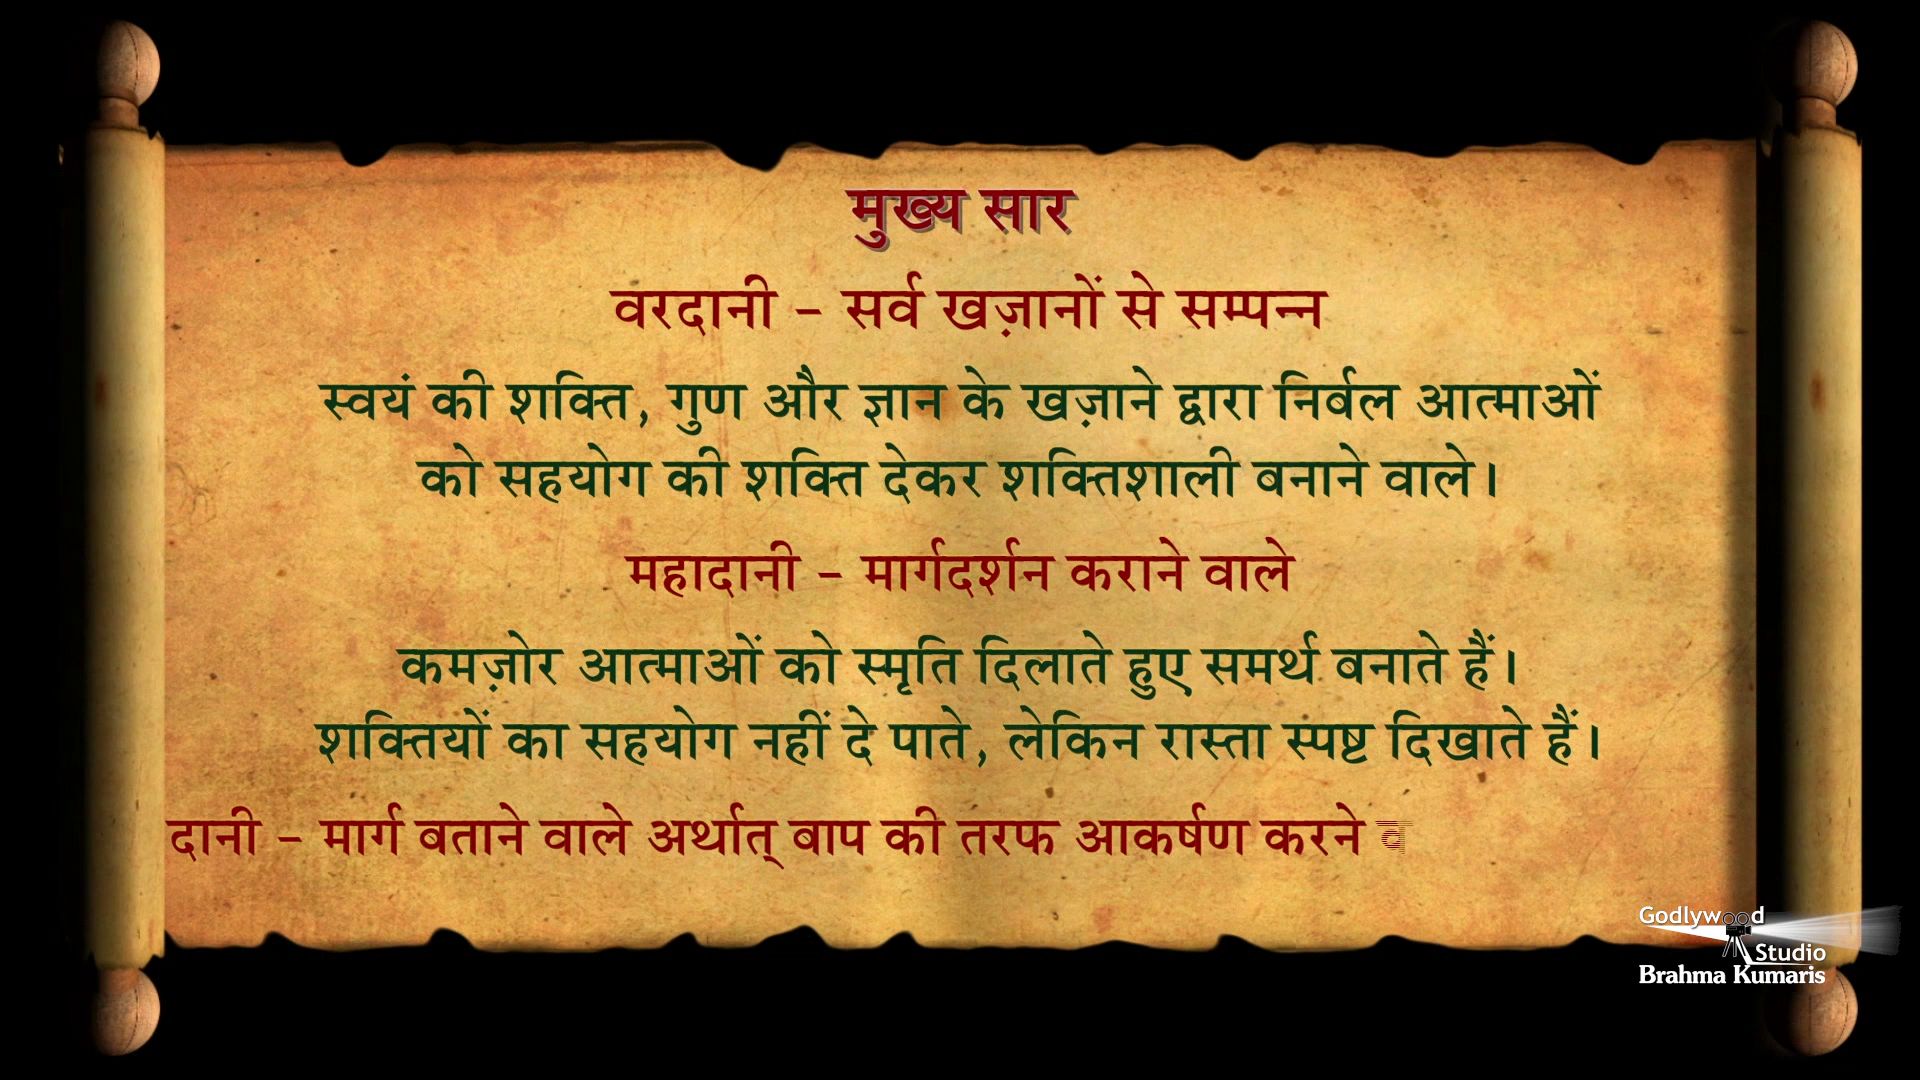 मुख्य सार
वरदानी – सर्व खज़ानों से सम्पन्न
स्वयं की शक्ति, गुण और ज्ञान के खज़ाने द्वारा निर्बल आत्माओं
को सहयोग की शक्ति देकर शक्तिशाली बनाने वाले।
महादानी – मार्गदर्शन कराने वाले
कमज़ोर आत्माओं को स्मृति दिलाते हुए समर्थ बनाते हैं।
शक्तियों का सहयोग नहीं दे पाते, लेकिन रास्ता स्पष्ट दिखाते हैं।
दानी – मार्ग बताने वाले अर्थात् बाप की तरफ आकर्षण करने
Godlywood
Studio
Brahma Kumaris